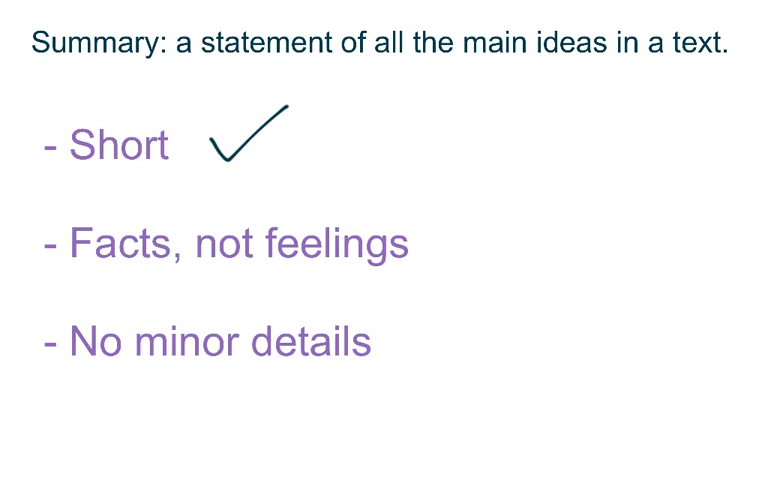 Summary: a statement of all the main ideas in a text.
- Short
- Facts, not feelings
- No minor details